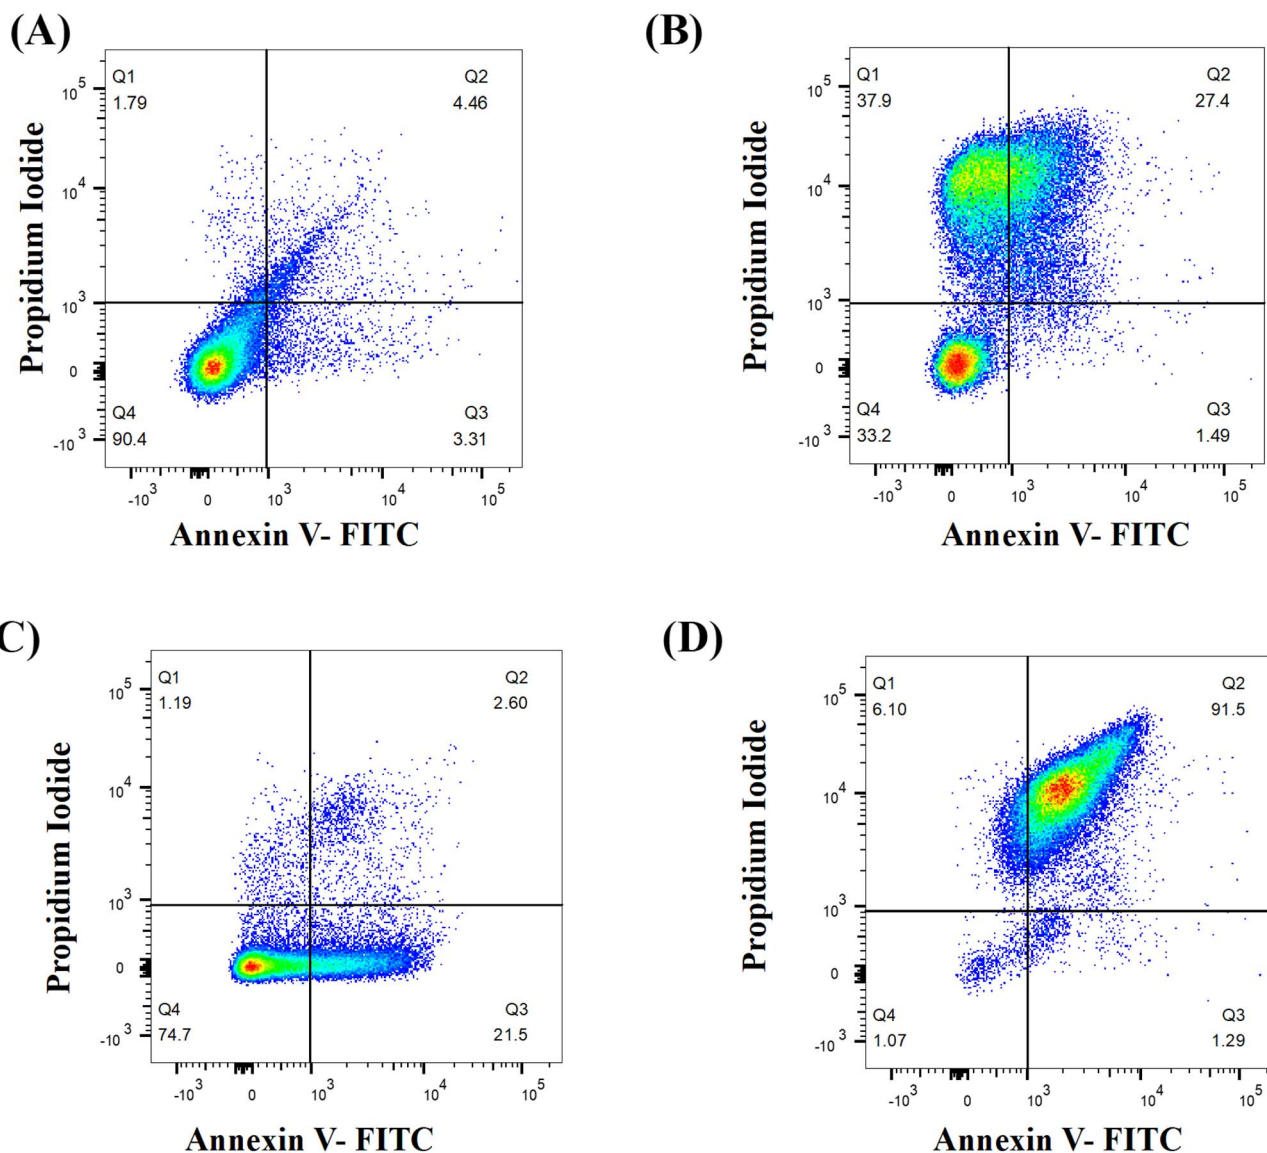 (A)
(B)
Q1
1.79
Q2
4.46
Q4
90.4
Q3
3.31
10 5
10 4
10 3
0
-10 3
-10 3
0
10 3
10 4
10 5
Propidium Iodide
Annexin V- FITC
Q1
37.9
Q2
27.4
Q4
33.2
Q3
1.49
10 5
10 4
10 3
0
-10 3
-10 3
0
10 3
10 4
10 5
Propidium Iodide
Annexin V- FITC
C)
(D)
Q1
1.19
Q2
2.60
Q4
74.7
Q3
21.5
10 5
10 4
10 3
0
-10 3
-10 3
0
10 3
10 4
10 5
Propidium Iodide
Annexin V- FITC
Q1
6.10
Q2
91.5
Q4
1.07
Q3
1.29
10 5
10 4
10 3
0
-10 3
-10 3
0
10 3
10 4
10 5
Propidium Iodide
Annexin V- FITC